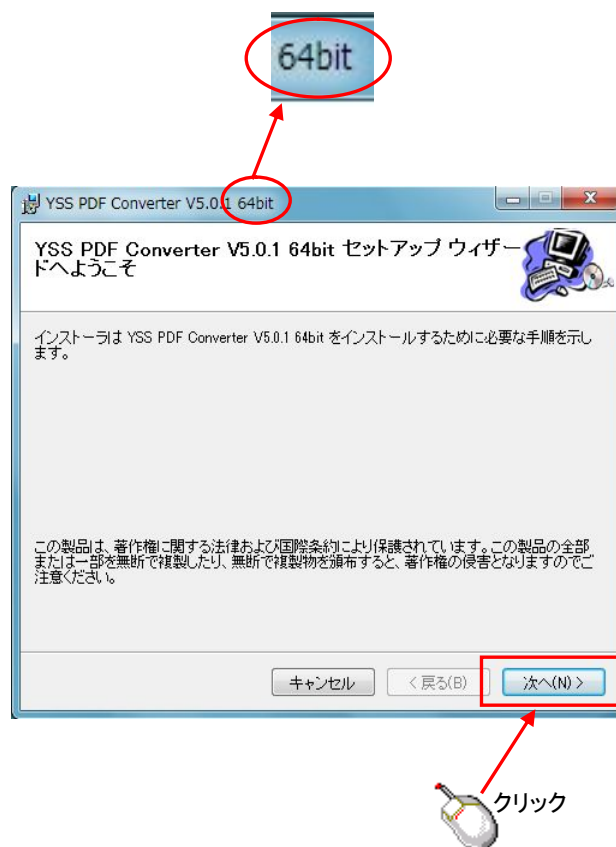 64bit
YSS PDF Converter V5.0.1 64bit
YSS PDF Converter V5.0.1 64bit セットアップ ウィザー
ドへようこそ
インストーラは YSS PDF Converter V5.0.1 64bit をインストールするために必要な手順を示し
ます。
この製品は、著作権に関する法律および国際条約により保護されています。この製品の全部
または一部を無断で複製したり、無断で複製物を頒布すると、著作権の侵害となりますのでご
注意ください。
キャンセル
< 戻る(B)
次へ(N) >
クリック